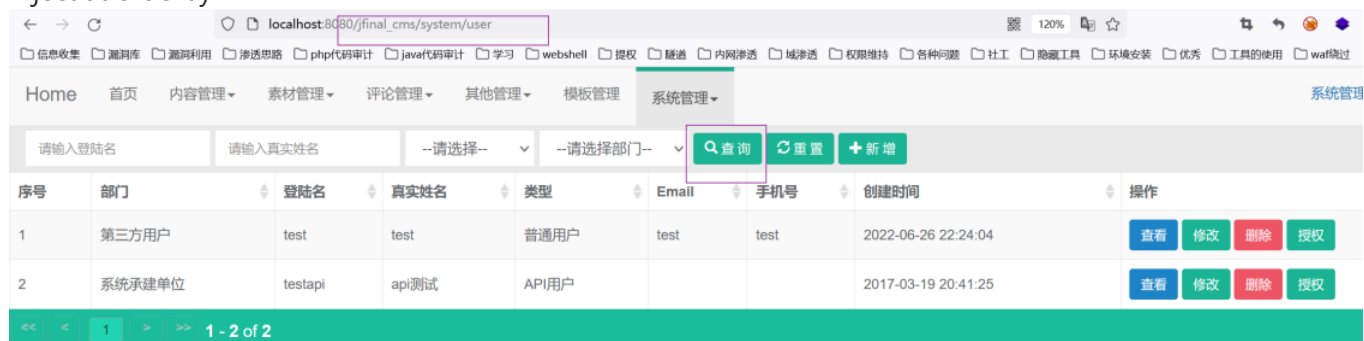 localhost:8080/jfinal_cms/system/user 120%
信息收集 漏洞库 漏洞利用 渗透思路 php代码审计 java代码审计 学习 webshell 提权 隧道 内网渗透 域渗透 权限维持 各种问题 社工 隐藏工具 环境安装 优秀 工具的使用 waf绕过
Home 首页 内容管理 素材管理 评论管理 其他管理 模板管理 系统管理 系统管理
请输入登陆名 请输入真实姓名 --请选择-- --请选择部门-- 查询 重置 新增
序号 部门 登陆名 真实姓名 类型 Email 手机号 创建时间 操作
1 第三方用户 test test 普通用户 test test 2022-06-26 22:24:04 查看 修改 删除 授权
2 系统承建单位 testapi api测试 API用户 2017-03-19 20:41:25 查看 修改 删除 授权
<< < 1 > >> 1 - 2 of 2